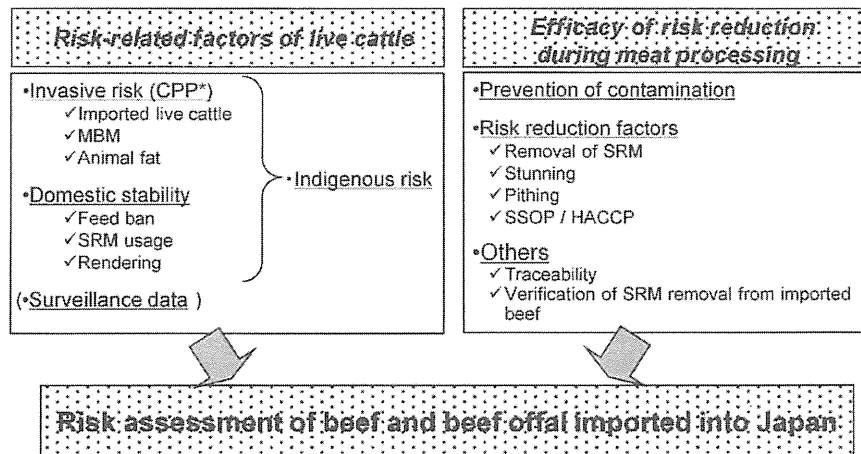 Risk-related factors of live cattle
•Invasive risk (CPP*)
✓Imported live cattle
✓MBM
✓Animal fat
•Domestic stability
✓Feed ban
✓SRM usage
✓Rendering
•Indigenous risk
(•Surveillance data )
Efficacy of risk reduction
during meat processing
•Prevention of contamination
•Risk reduction factors
✓Removal of SRM
✓Stunning
✓Pithing
✓SSOP / HACCP
•Others
✓Traceability
✓Verification of SRM removal from imported
beef
Risk assessment of beef and beef offal imported into Japan